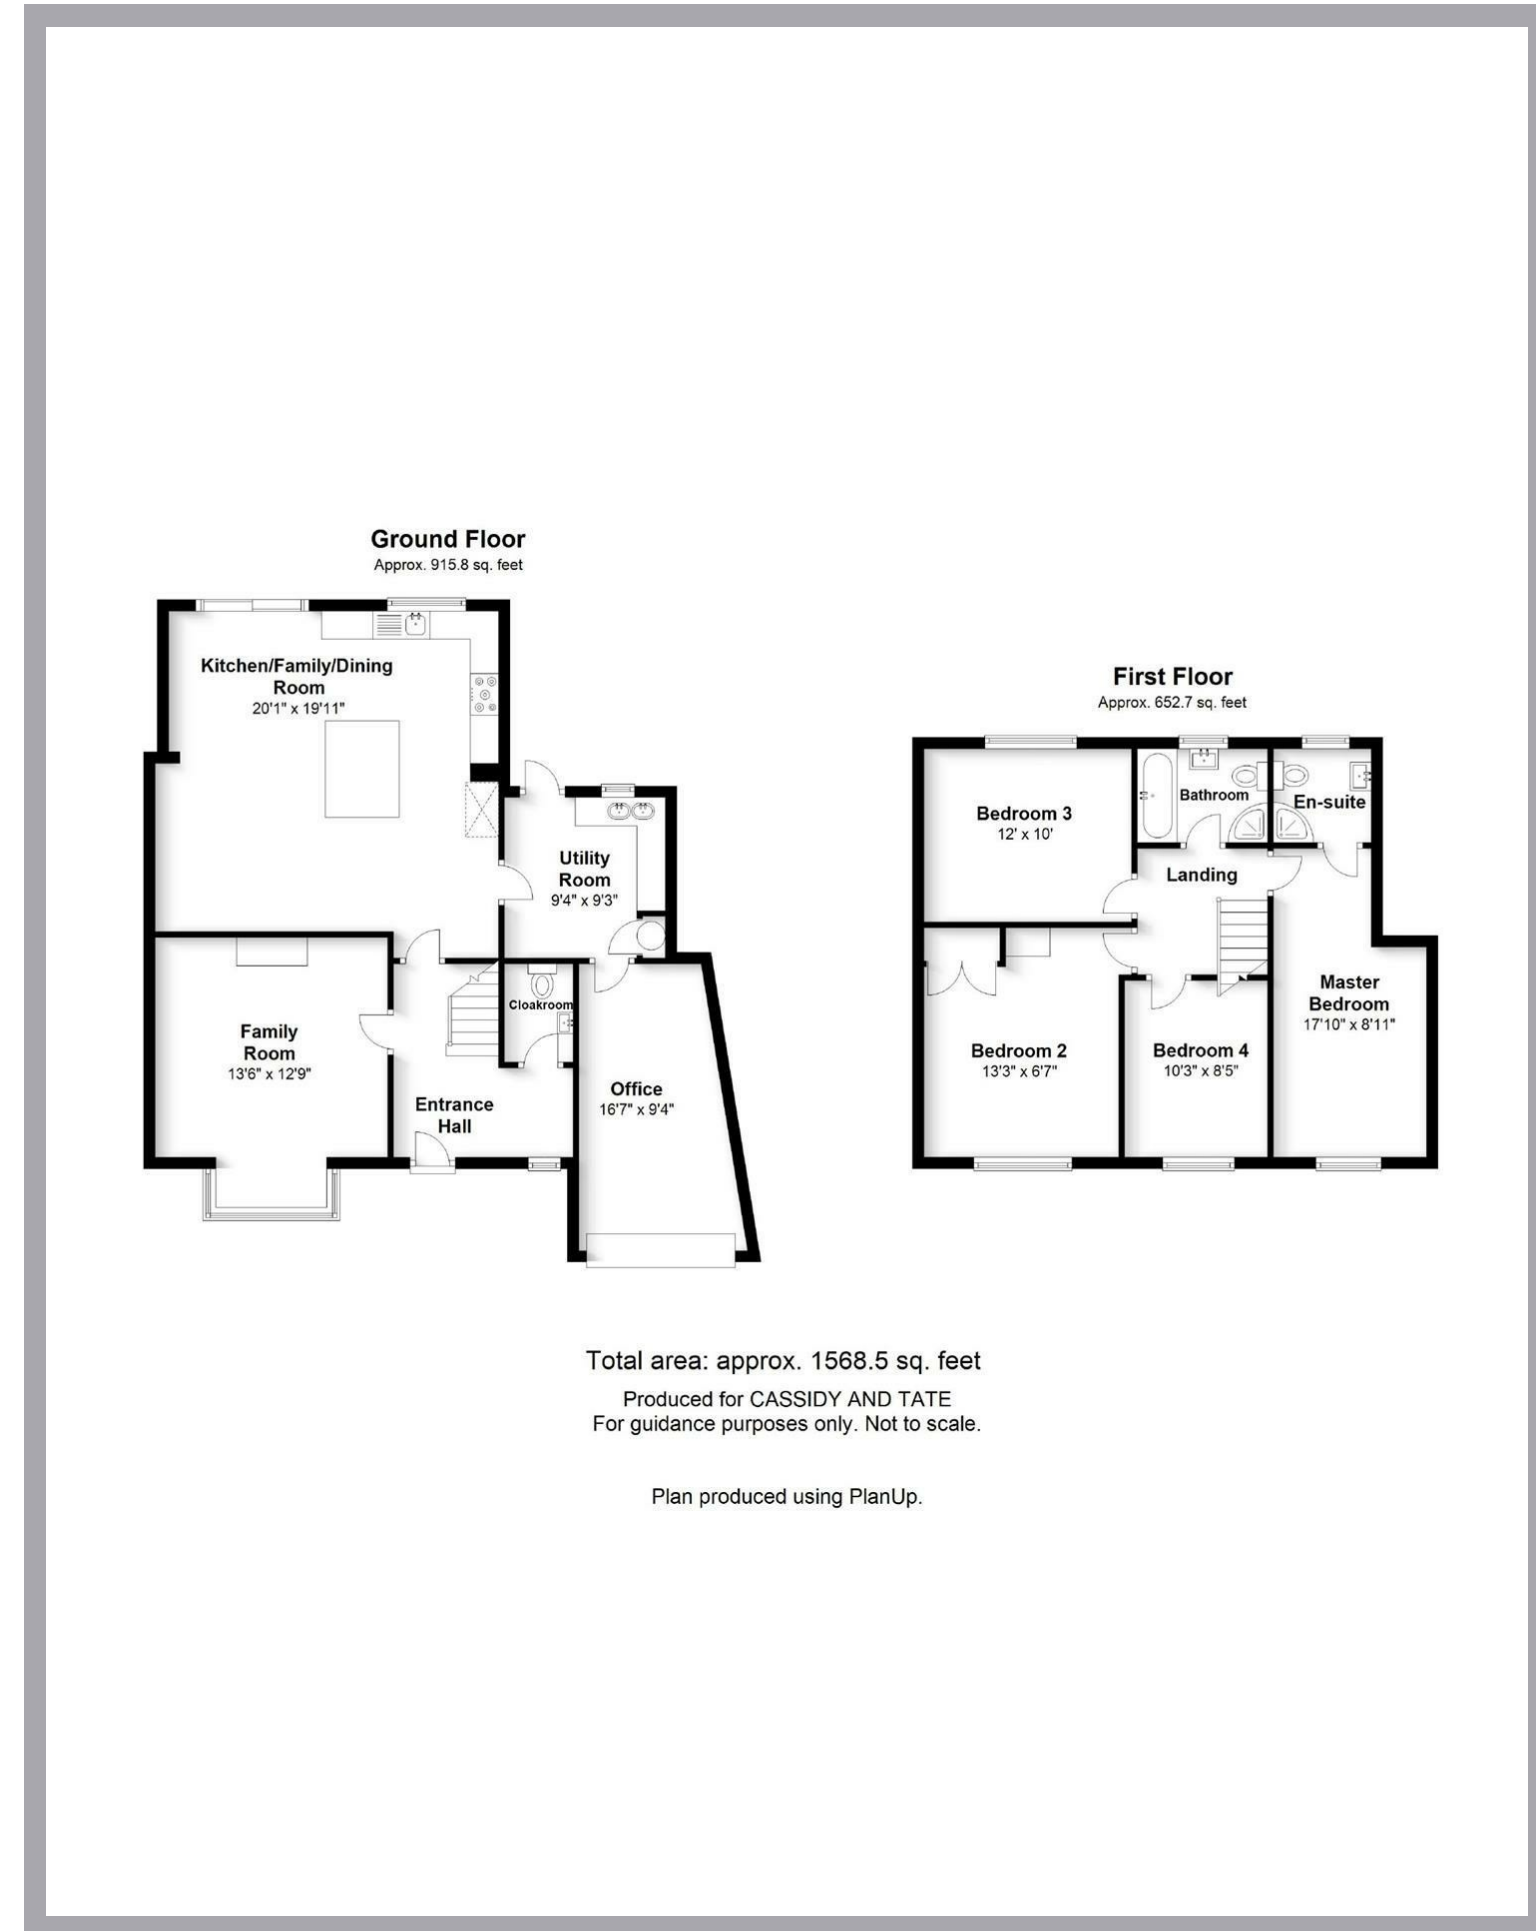 Ground Floor
Approx. 915.8 sq. feet
Kitchen/Family/Dining
Room
20'1" x 19'11"
Utility
Room
9'4" x 9'3"
Cloakroom
Family
Room
13'6" x 12'9"
Entrance
Hall
Office
16'7" x 9'4"
First Floor
Approx. 652.7 sq. feet
Bedroom 3
12' x 10'
Bathroom
En-suite
Landing
Master
Bedroom
17'10" x 8'11"
Bedroom 2
13'3" x 6'7"
Bedroom 4
10'3" x 8'5"
Total area: approx. 1568.5 sq. feet
Produced for CASSIDY AND TATE
For guidance purposes only. Not to scale.
Plan produced using PlanUp.